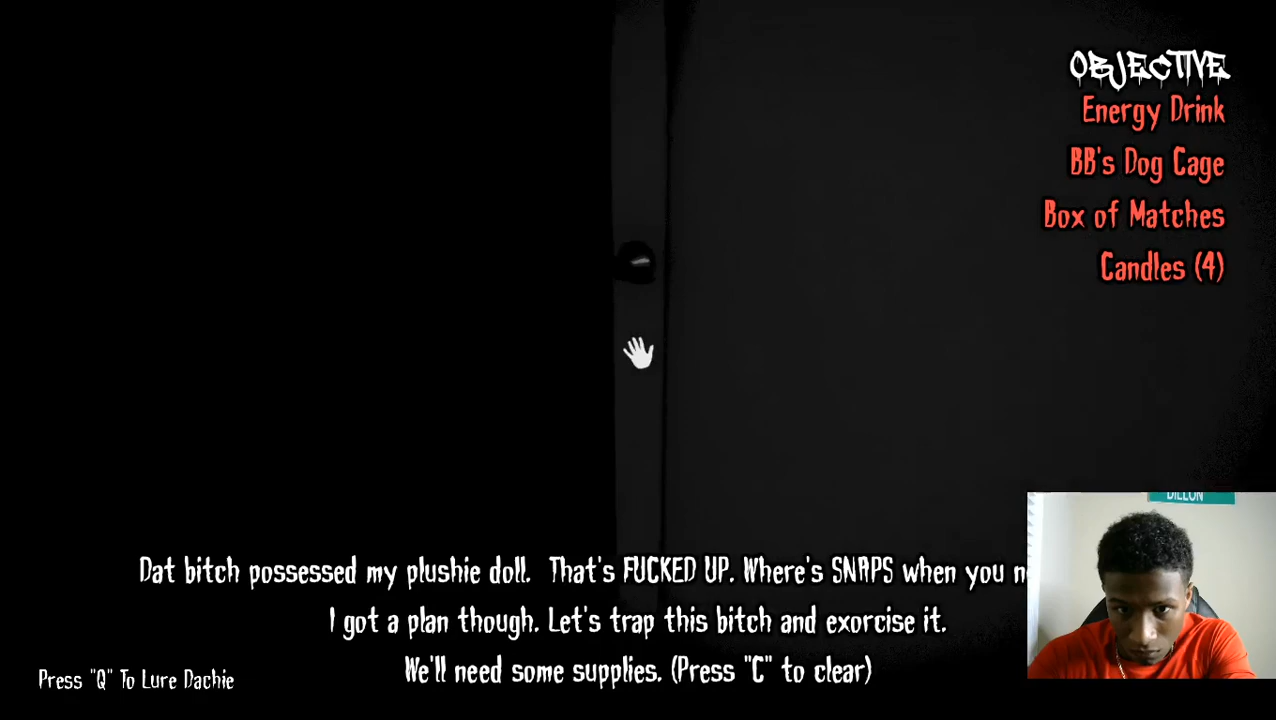 OBJECTIVE
Energy Drink
BB's Dog Cage
Box of Matches
Candles (4)
DILLON
Dat bitch possessed my plushie doll. That's FUCKED UP. Where's SNAPS when you
I got a plan though. Let's trap this bitch and exorcise it.
We'll need some supplies. (Press "C" to clear)
Press "Q" To Lure Dachie